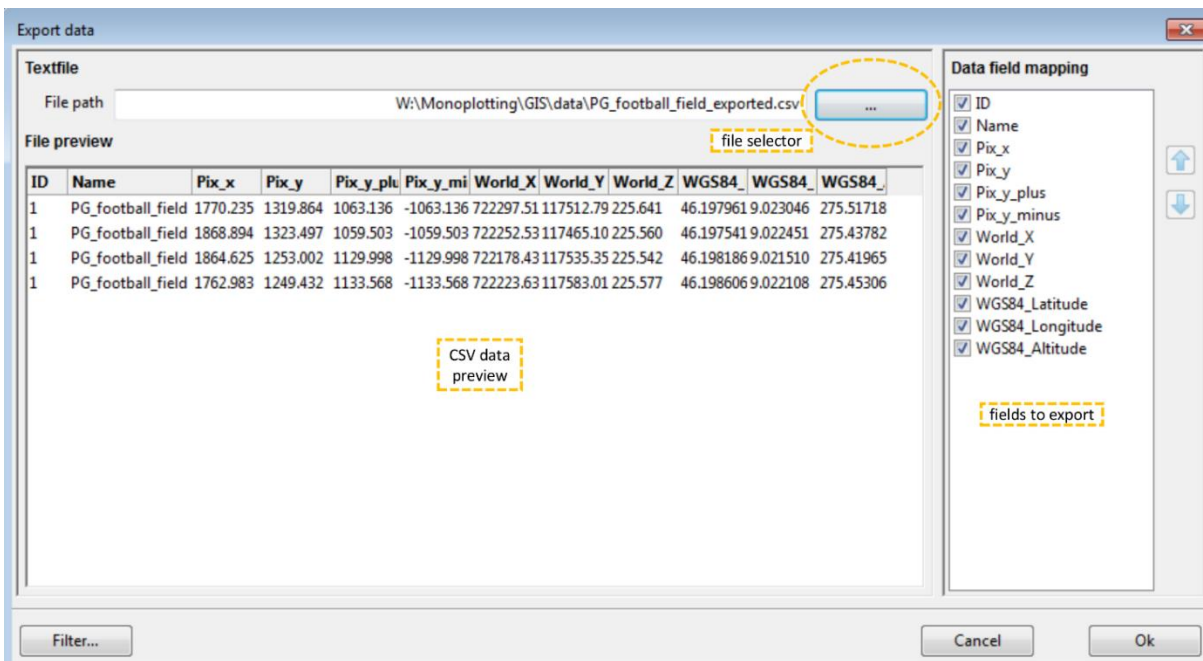 Export data
Textfile
File path W:\Monoplotting\GIS\data\PG_football_field_exported.csv ...
file selector
File preview
ID Name Pix_x Pix_y Pix_y_plu Pix_y_mi World_X World_Y World_Z WGS84_ WGS84_ WGS84_
1 PG_football_field 1770.235 1319.864 1063.136 -1063.136 722297.51 117512.79 225.641 46.197961 9.023046 275.51718
1 PG_football_field 1868.894 1323.497 1059.503 -1059.503 722252.53 117465.10 225.560 46.197541 9.022451 275.43782
1 PG_football_field 1864.625 1253.002 1129.998 -1129.998 722178.43 117535.35 225.542 46.198186 9.021510 275.41965
1 PG_football_field 1762.983 1249.432 1133.568 -1133.568 722223.63 117583.01 225.577 46.198606 9.022108 275.45306
CSV data
preview
Data field mapping
ID
Name
Pix_x
Pix_y
Pix_y_plus
Pix_y_minus
World_X
World_Y
World_Z
WGS84_Latitude
WGS84_Longitude
WGS84_Altitude
fields to export
Filter... Cancel Ok